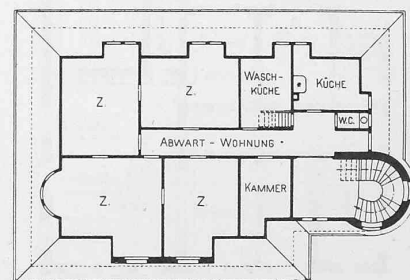 Z.
Z.
WASCH-
KÜCHE
KÜCHE
W.C.
ABWART - WOHNUNG
Z.
Z.
KAMMER